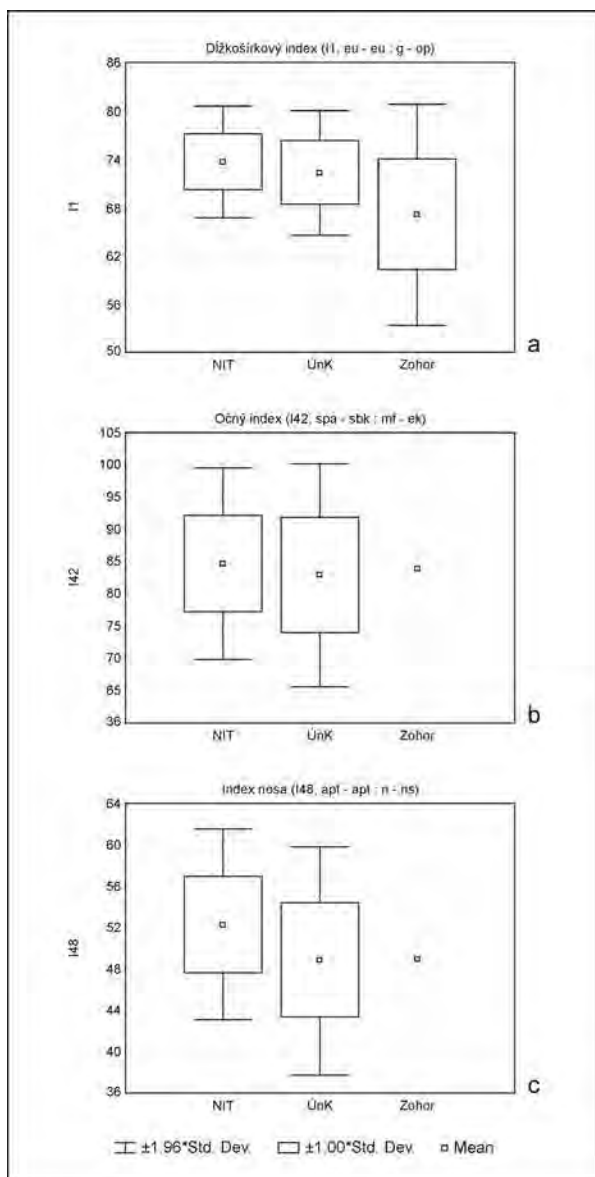 Dĺžkošírkový index (I1, eu - eu : g - op)
86
80
74
68
62
56
50
I1
NIT
ÚnK
Zohor
a
Očný index (I42, spa - sbk : mf - ek)
105
100
95
90
85
80
75
70
65
36
I42
NIT
ÚnK
Zohor
b
Index nosa (I48, apt - apt : n - ns)
64
60
56
52
48
44
40
36
I48
NIT
ÚnK
Zohor
c
±1.96*Std. Dev. ±1.00*Std. Dev. Mean